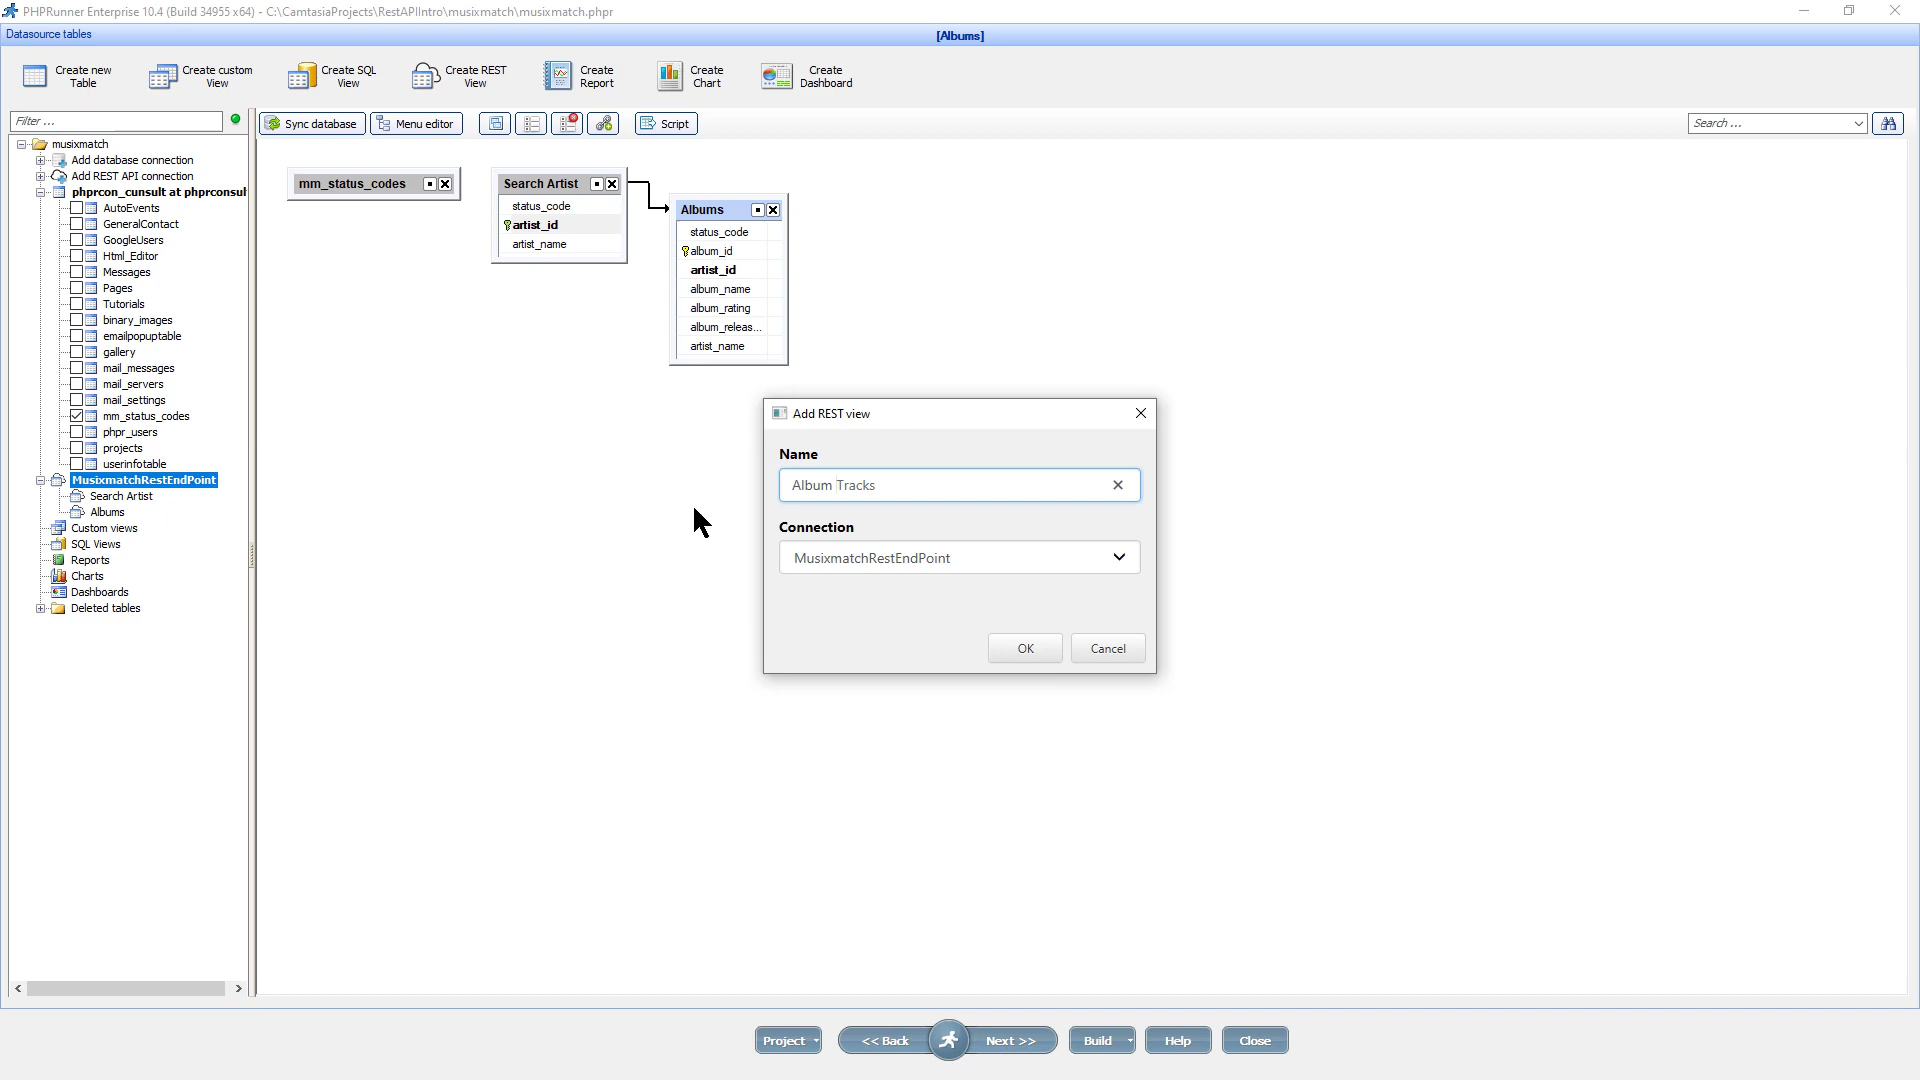 PHPRunner Enterprise 10.4 (Build 34955 x64) - C:\CamtasiaProjects\RestAPIIntro\musixmatch\musixmatch.phpr
Datasource tables
[Albums]
Create new
Table
Create custom
View
Create SQL
View
Create REST
View
Create
Report
Create
Chart
Create
Dashboard
Filter ...
Sync database
Menu editor
Script
Search ...
musixmatch
Add database connection
Add REST API connection
phprcon_cunsult at phprconsul
AutoEvents
GeneralContact
GoogleUsers
Html_Editor
Messages
Pages
Tutorials
binary_images
emailpopuptable
gallery
mail_messages
mail_servers
mail_settings
mm_status_codes
phpr_users
projects
userinfotable
MusixmatchRestEndPoint
Search Artist
Albums
Custom views
SQL Views
Reports
Charts
Dashboards
Deleted tables
mm_status_codes
Search Artist
status_code
artist_id
artist_name
Albums
status_code
album_id
artist_id
album_name
album_rating
album_releas...
artist_name
Add REST view
Name
Album Tracks
Connection
MusixmatchRestEndPoint
OK
Cancel
Project
<< Back
Next >>
Build
Help
Close